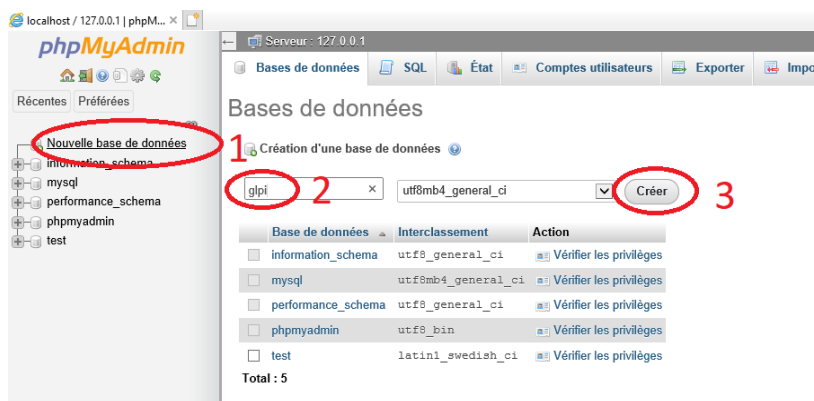 localhost / 127.0.0.1 | phpM...
phpMyAdmin
Récentes Préférées
Nouvelle base de données
information_schema
mysql
performance_schema
phpmyadmin
test
Serveur : 127.0.0.1
Bases de données SQL État Comptes utilisateurs Exporter Impo
Bases de données
1
Création d'une base de données
glpi 2 utf8mb4_general_ci Créer 3
Base de données Interclassement Action
information_schema utf8_general_ci Vérifier les privilèges
mysql utf8mb4_general_ci Vérifier les privilèges
performance_schema utf8_general_ci Vérifier les privilèges
phpmyadmin utf8_bin Vérifier les privilèges
test latin1_swedish_ci Vérifier les privilèges
Total : 5